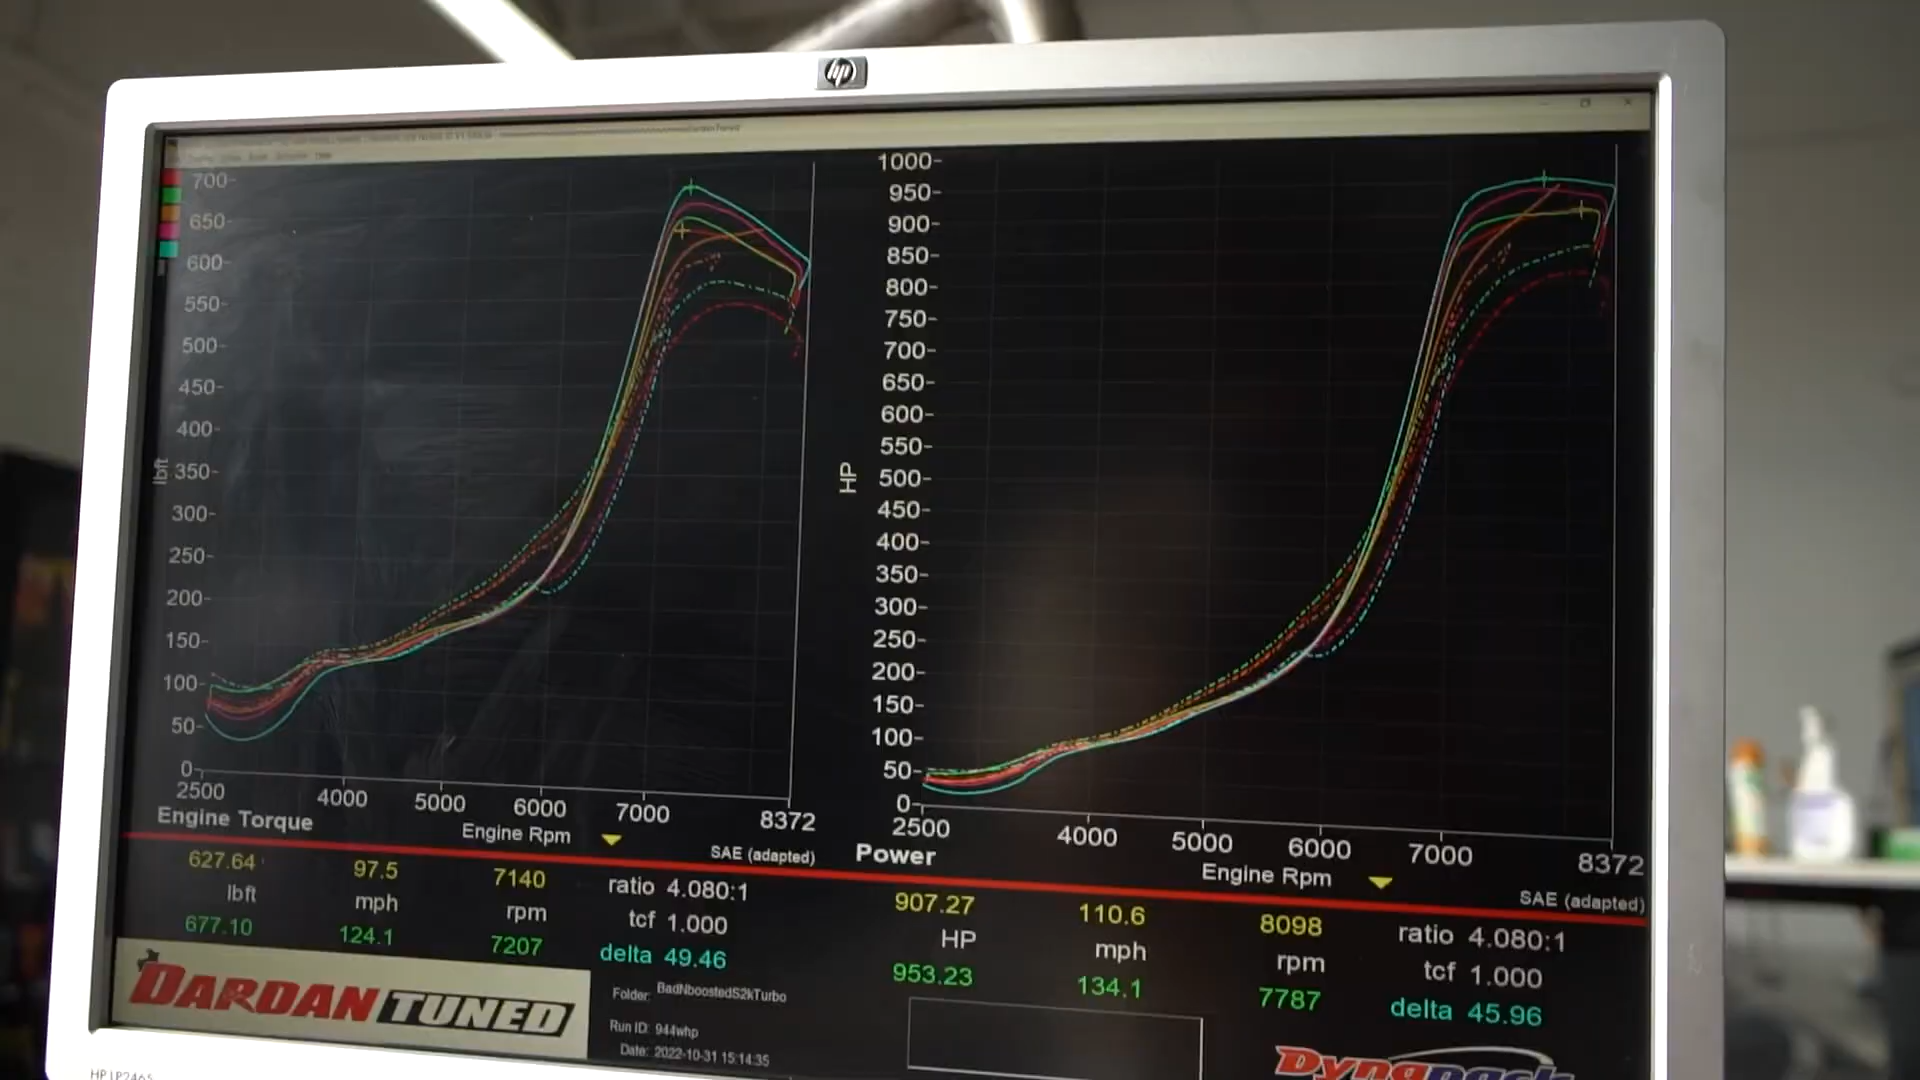 hp
700-
650-
600-
550-
500-
450-
400-
350-
300-
250-
200-
150-
100-
50-
0-
lbft
2500 4000 5000 6000 7000 8372
Engine Torque
Engine Rpm
SAE (adapted)
1000-
950-
900-
850-
800-
750-
700-
650-
600-
550-
500-
450-
400-
350-
300-
250-
200-
150-
100-
50-
0-
HP
2500 4000 5000 6000 7000 8372
Power
Engine Rpm
SAE (adapted)
627.64 97.5 7140 ratio 4.080:1
lbft mph rpm tcf 1.000
677.10 124.1 7207 delta 49.46
907.27 110.6 8098 ratio 4.080:1
HP mph rpm tcf 1.000
953.23 134.1 7787 delta 45.96
DARDAN TUNED
Folder: BadNboostedS2kTurbo
Run ID: 944whp
Date: 2022-10-31 15:14:35
Dynapack
HP LP2465